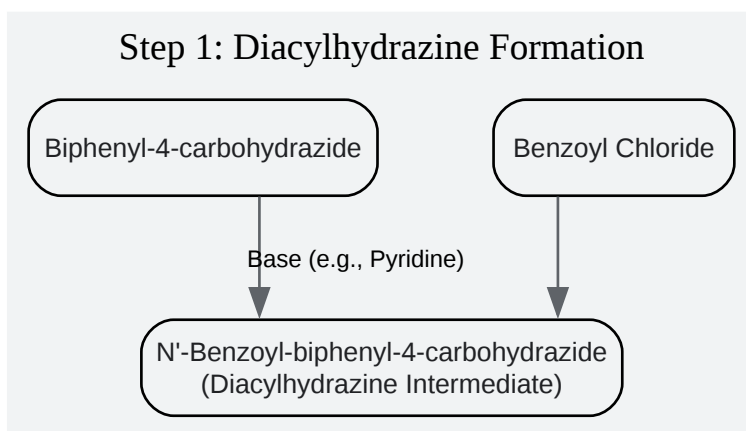 Step 1: Diacylhydrazine Formation
Biphenyl-4-carbohydrazide
Benzoyl Chloride
Base (e.g., Pyridine)
N'-Benzoyl-biphenyl-4-carbohydrazide
(Diacylhydrazine Intermediate)